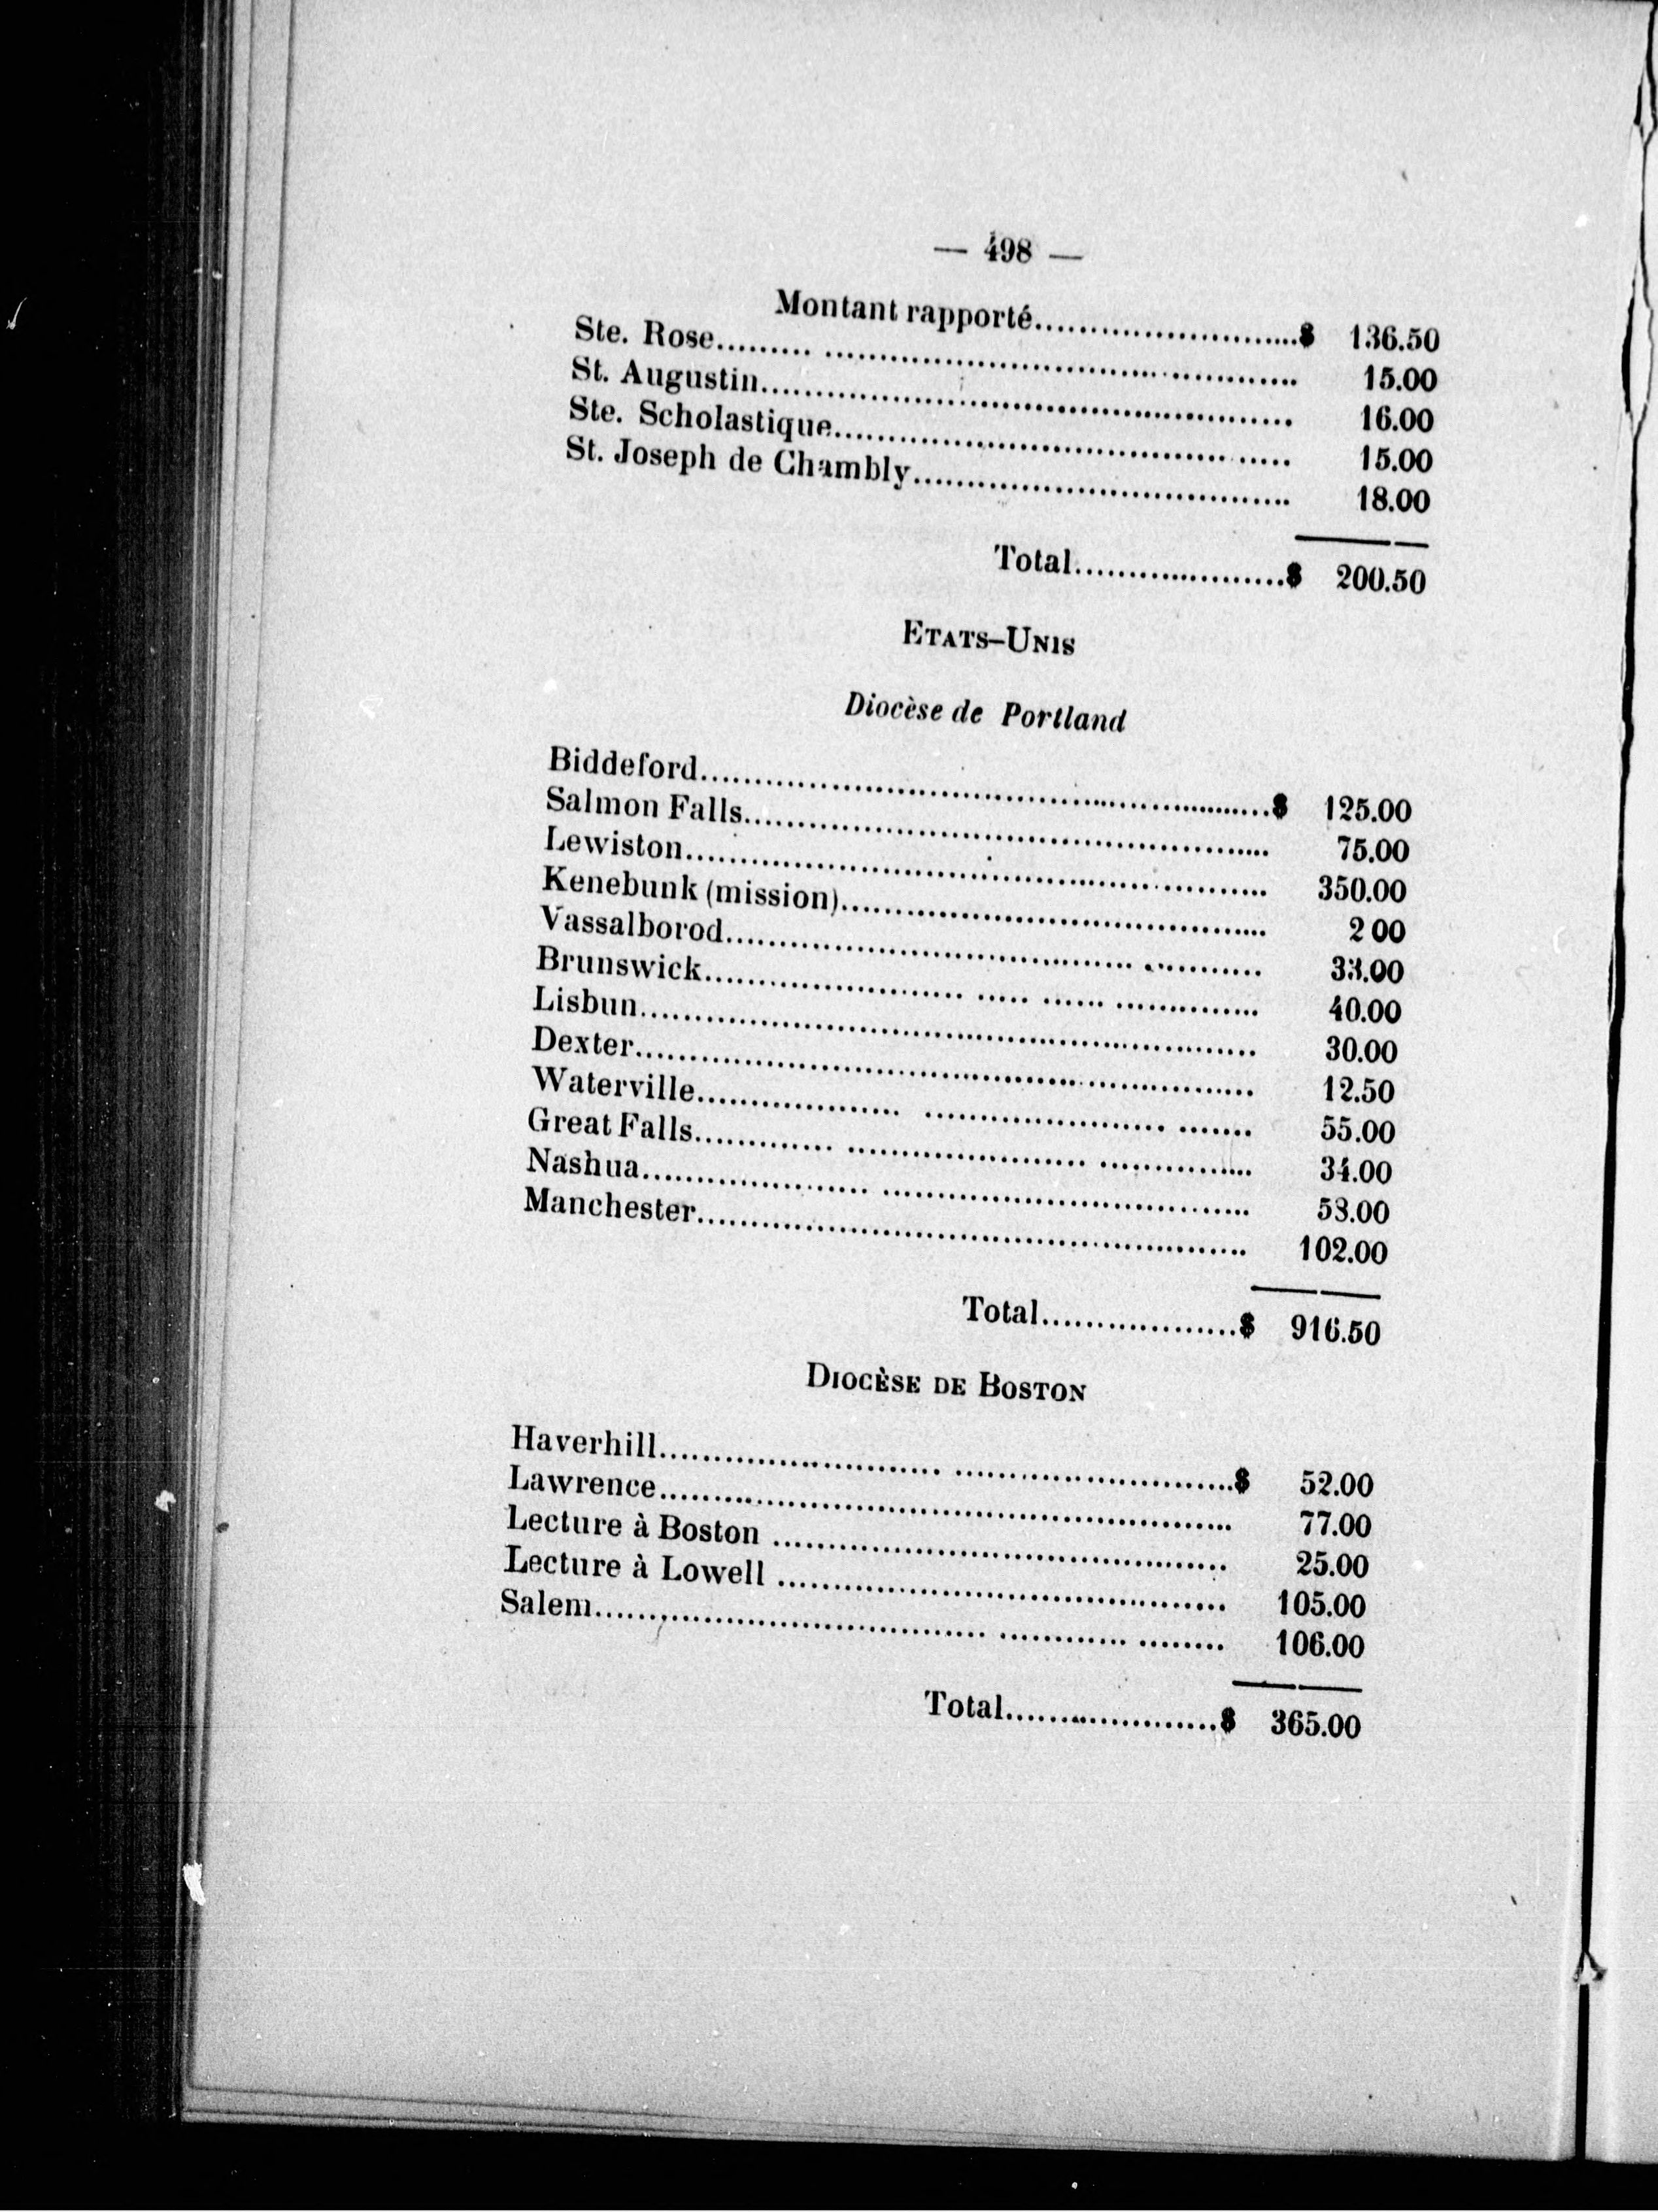 — 498 —
Montant rapporté..............................$ 136.50
Ste. Rose.................................................. 15.00
St. Augustin.................................................. 16.00
Ste. Scholastique.................................................. 15.00
St. Joseph de Chambly.................................................. 18.00
Total....................$ 200.50
ETATS–UNIS
Diocèse de Portland
Biddeford..................................................$ 125.00
Salmon Falls.................................................. 75.00
Lewiston.................................................. 350.00
Kenebunk (mission).................................................. 2 00
Vassalborod.................................................. 33.00
Brunswick.................................................. 40.00
Lisbun.................................................. 30.00
Dexter.................................................. 12.50
Waterville.................................................. 55.00
Great Falls.................................................. 34.00
Nashua.................................................. 58.00
Manchester.................................................. 102.00
Total....................$ 916.50
DIOCÈSE DE BOSTON
Haverhill..................................................$ 52.00
Lawrence.................................................. 77.00
Lecture à Boston .................................................. 25.00
Lecture à Lowell .................................................. 105.00
Salem.................................................. 106.00
Total....................$ 365.00